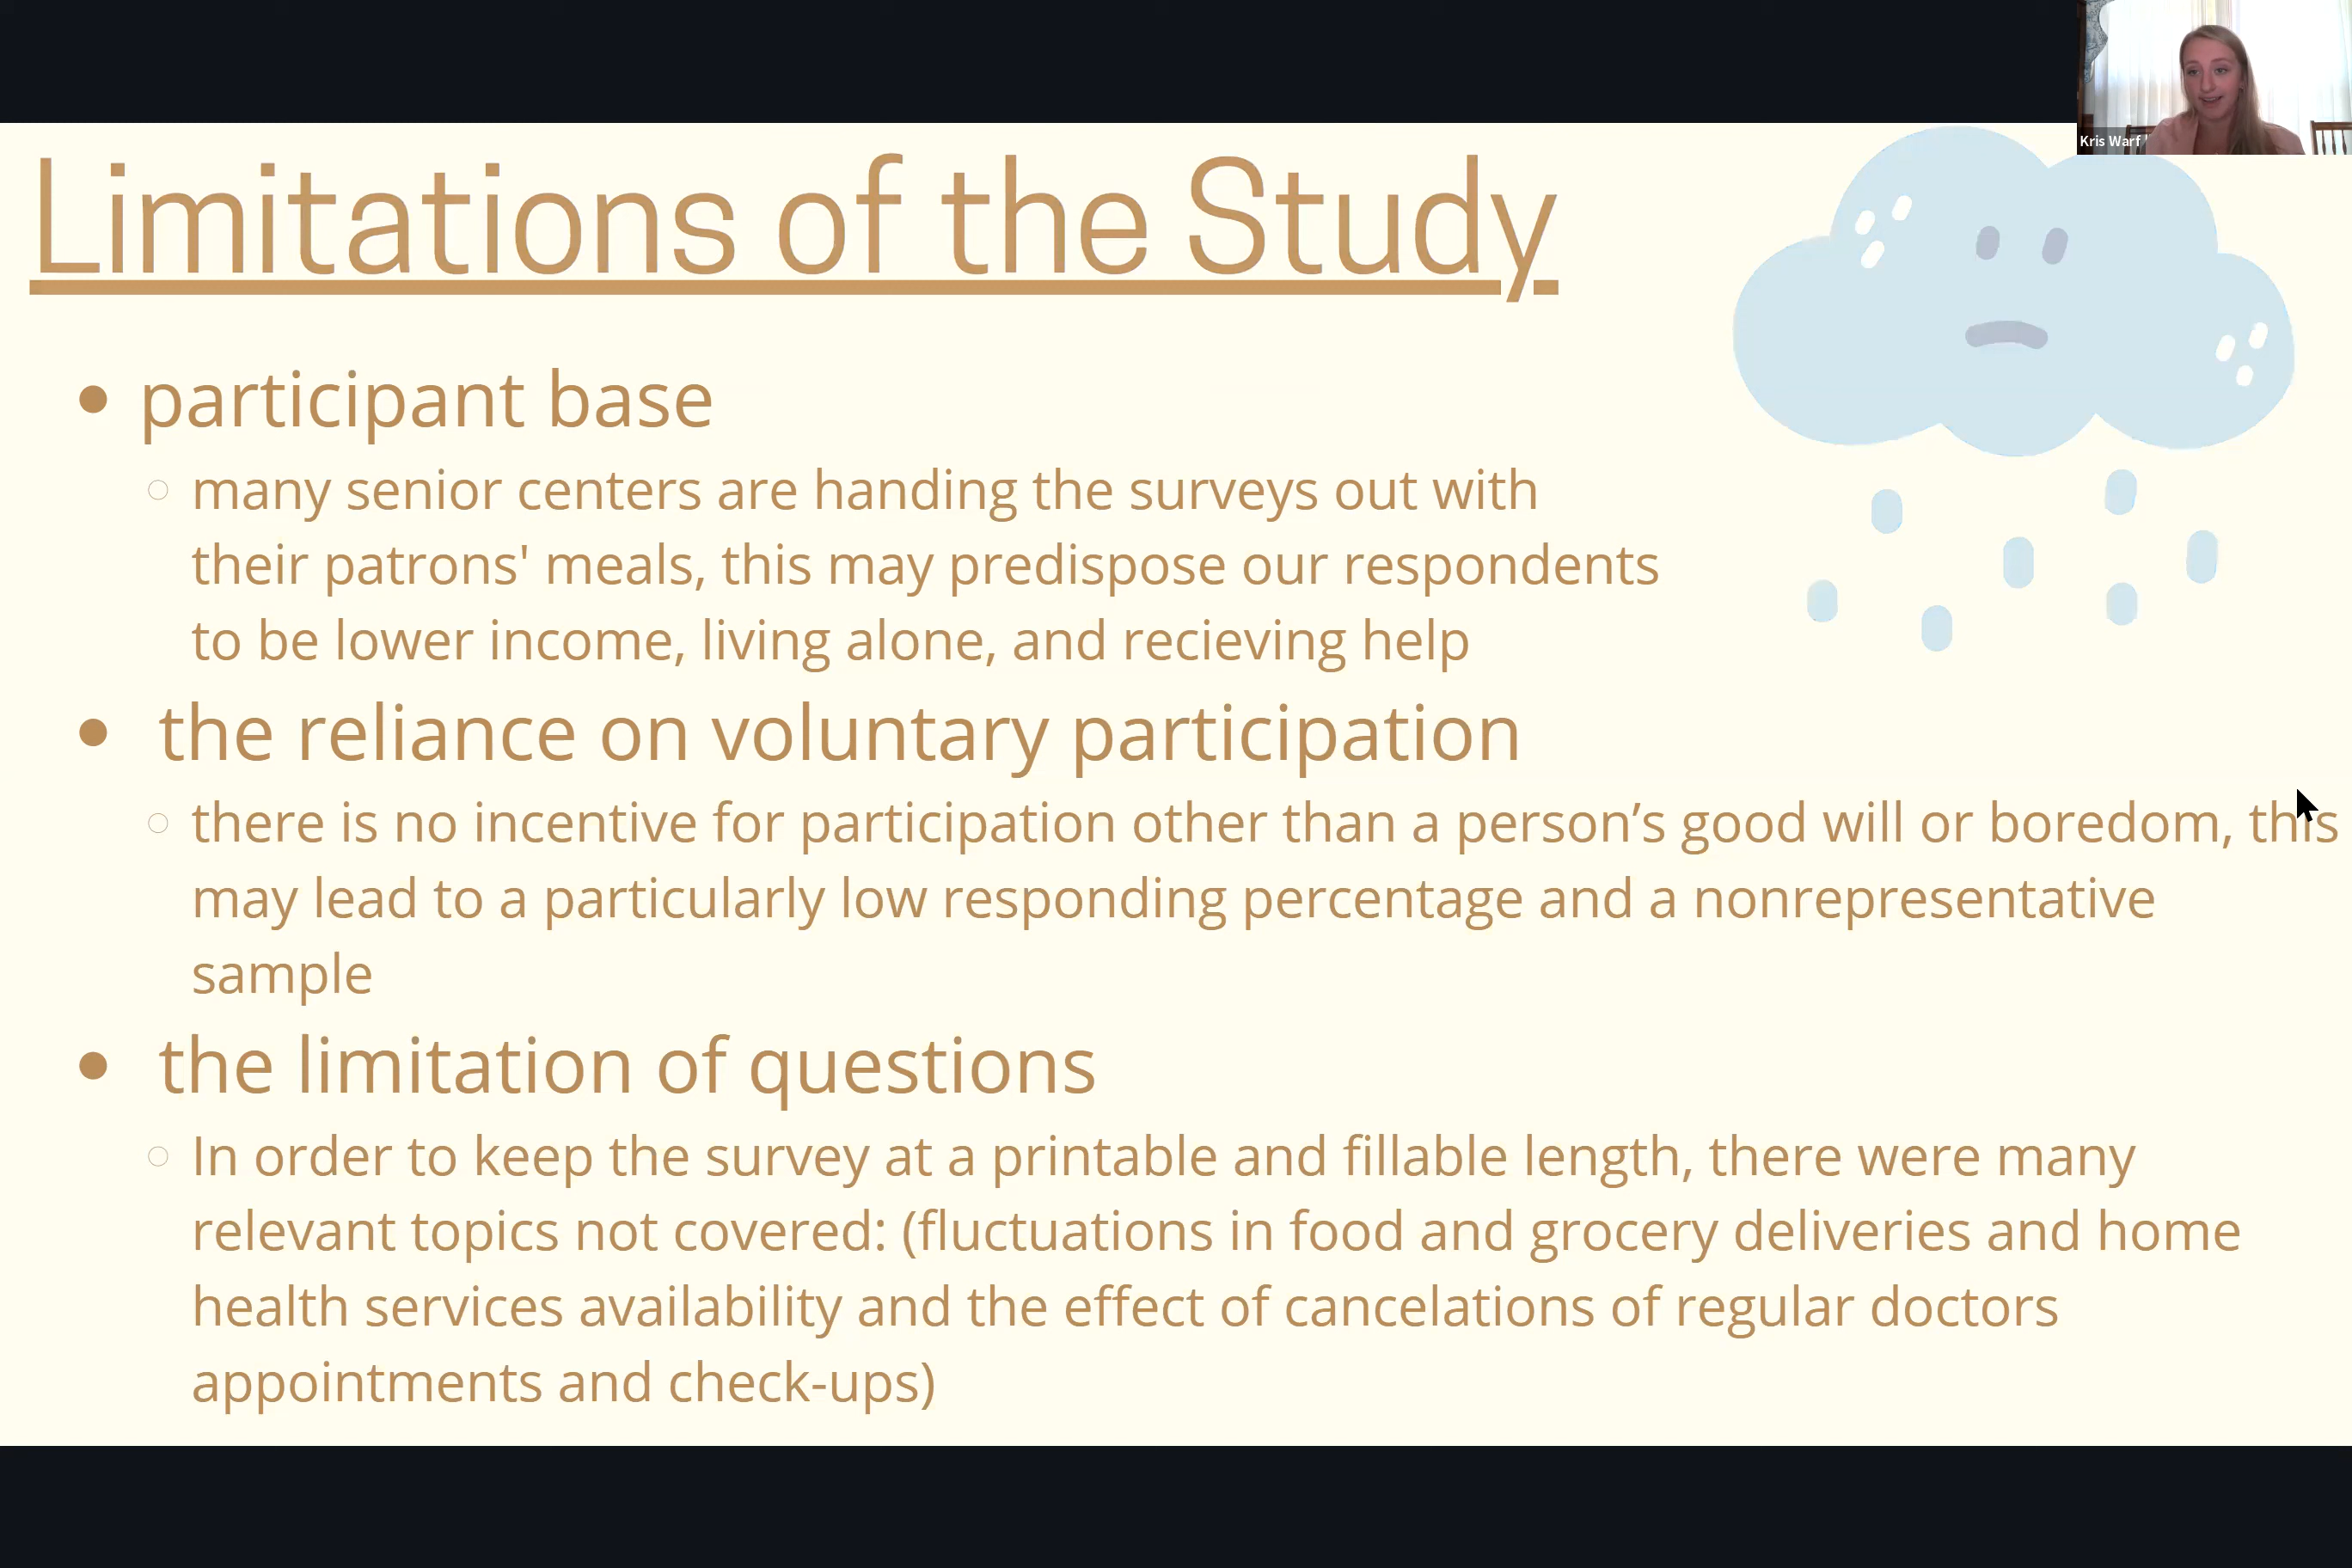 Kris Warf
Limitations of the Study
participant base
many senior centers are handing the surveys out with
their patrons' meals, this may predispose our respondents
to be lower income, living alone, and recieving help
the reliance on voluntary participation
there is no incentive for participation other than a person’s good will or boredom, this
may lead to a particularly low responding percentage and a nonrepresentative
sample
the limitation of questions
In order to keep the survey at a printable and fillable length, there were many
relevant topics not covered: (fluctuations in food and grocery deliveries and home
health services availability and the effect of cancelations of regular doctors
appointments and check-ups)